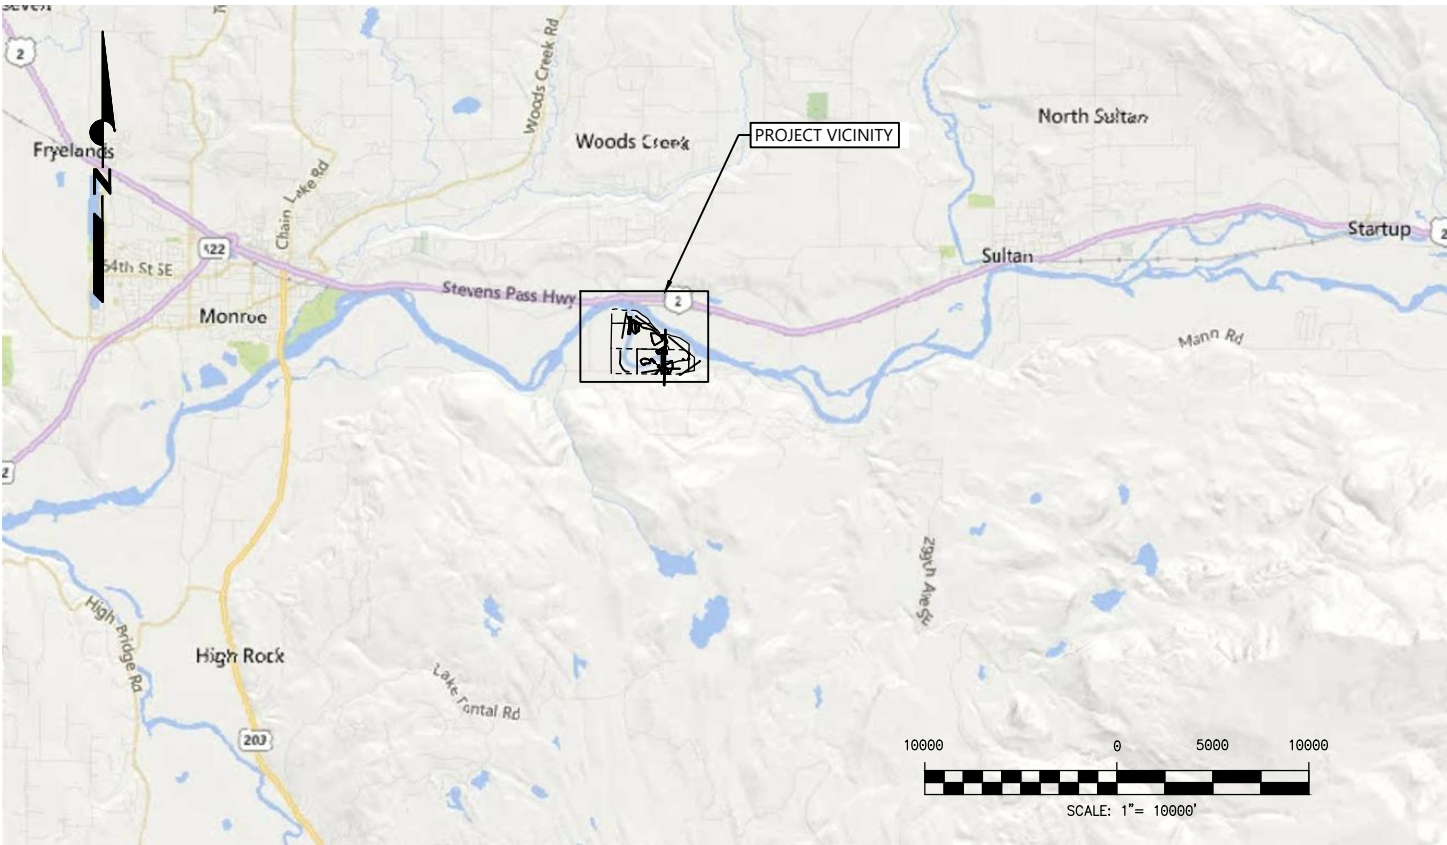 2
Woods Creek Rd
North Sultan
PROJECT VICINITY
Woods Creek
Fryelands
N
Chain Lake Rd
Startup
522
Sultan
2
54th St SE
Stevens Pass Hwy
2
Monroe
Mann Rd
2
299th Ave SE
High Bridge Rd
High Rock
Lake Fontal Rd
203
10000 0 5000 10000
SCALE: 1"= 10000'